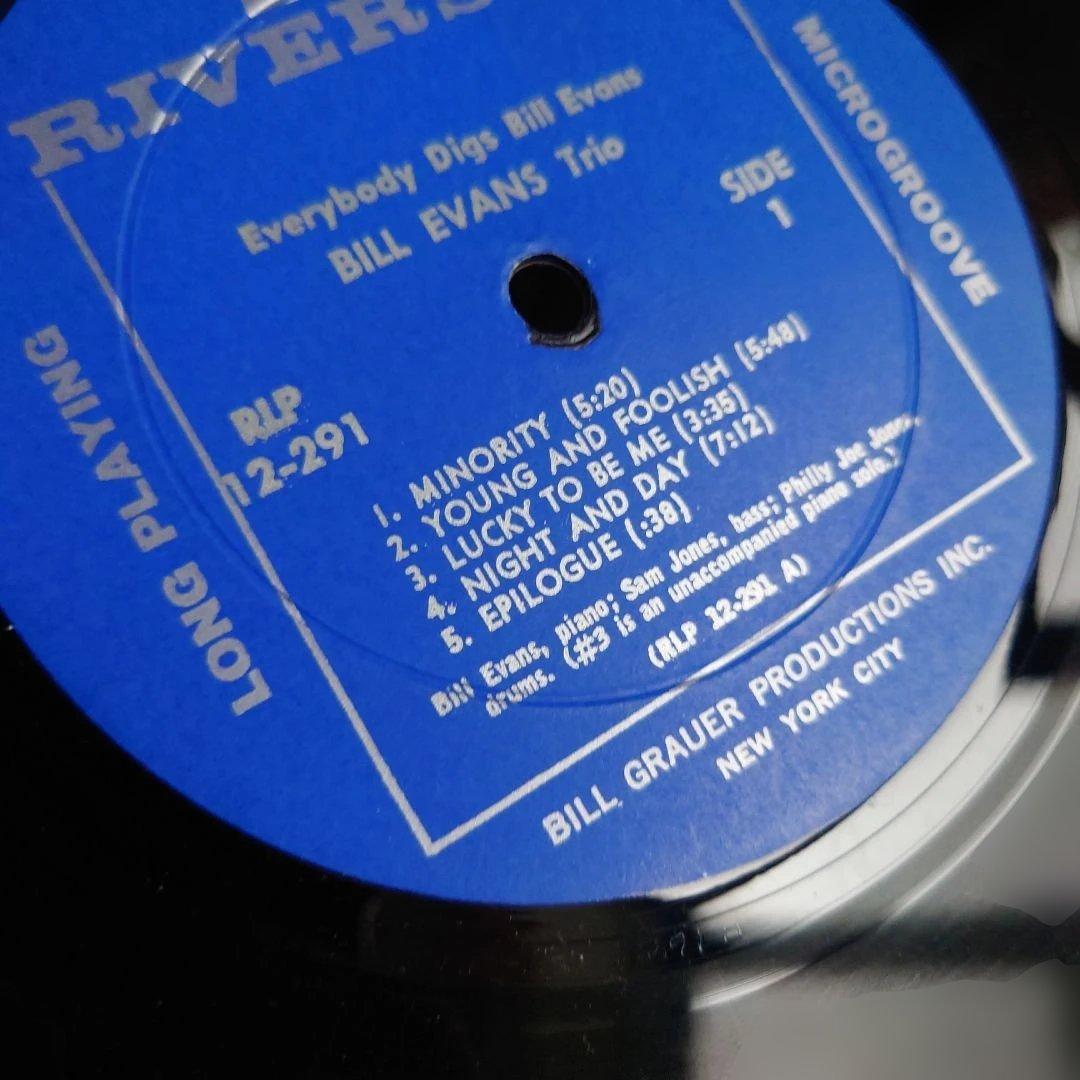 RIVERS
Everybody Digs Bill Evans
BILL EVANS Trio
SIDE
1
MICROGROOVE
LONG PLAYING
RLP
12-291
1. MINORITY (5:20)
2. YOUNG AND FOOLISH (5:48)
3. LUCKY TO BE ME (3:35)
4. NIGHT AND DAY (7:12)
5. EPILOGUE (:38)
Bill Evans, piano; Sam Jones, bass; Philly Joe Jones,
drums. (#3 is an unaccompanied piano solo.)
(RLP 12-291 A)
BILL GRAUER PRODUCTIONS INC.
NEW YORK CITY